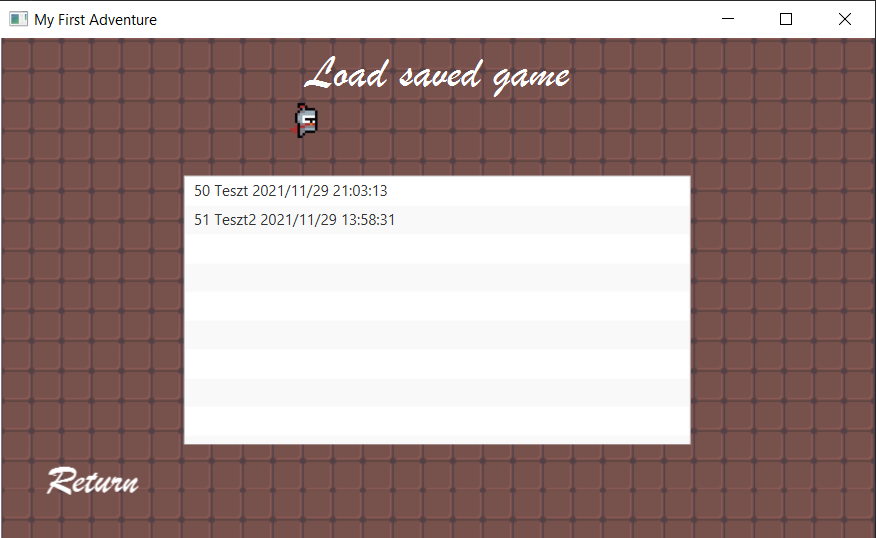 My First Adventure
Load saved game
50 Teszt 2021/11/29 21:03:13
51 Teszt2 2021/11/29 13:58:31
Return